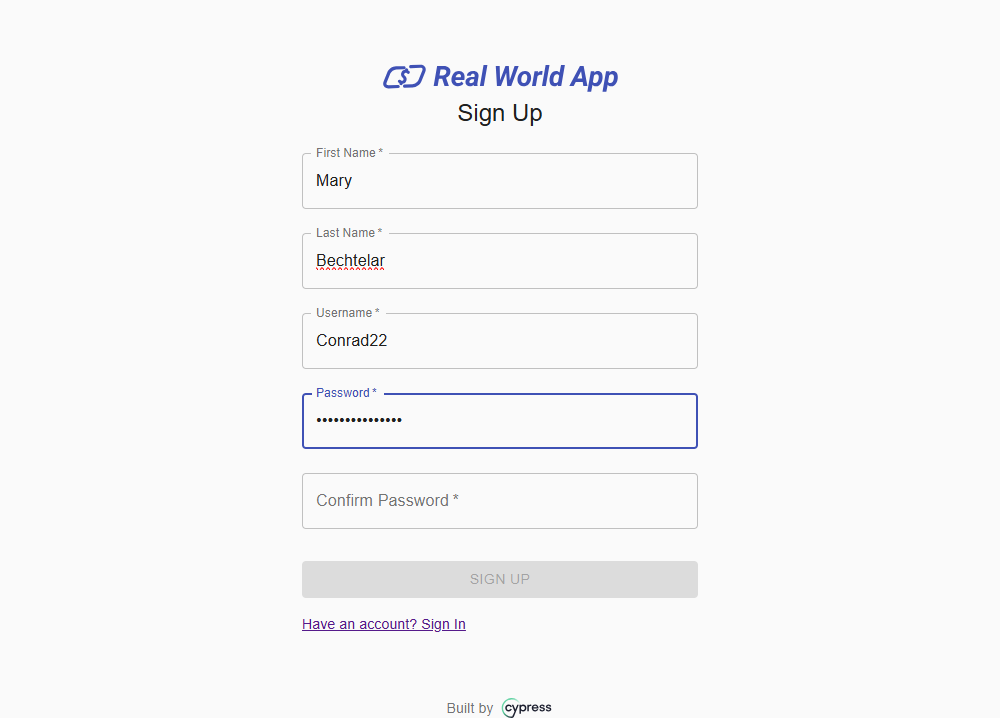 Real World App
Sign Up
First Name *
Mary
Last Name *
Bechtelar
Username *
Conrad22
Password *
•••••••••••••••
Confirm Password *
SIGN UP
Have an account? Sign In
Built by cypress